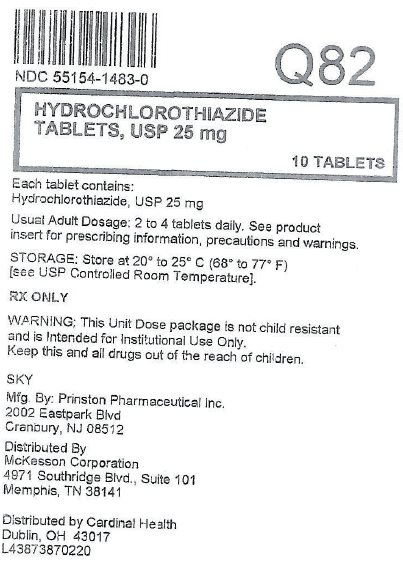 Q82
NDC 55154-1483-0
HYDROCHLOROTHIAZIDE
TABLETS, USP 25 mg
10 TABLETS
Each tablet contains:
Hydrochlorothiazide, USP 25 mg
Usual Adult Dosage: 2 to 4 tablets daily. See product
insert for prescribing information, precautions and warnings.
STORAGE: Store at 20° to 25° C (68° to 77° F)
[see USP Controlled Room Temperature].
RX ONLY
WARNING: This Unit Dose package is not child resistant
and is Intended for Institutional Use Only.
Keep this and all drugs out of the reach of children.
SKY
Mfg. By: Prinston Pharmaceutical Inc.
2002 Eastpark Blvd
Cranbury, NJ 08512
Distributed By
McKesson Corporation
4971 Southridge Blvd., Suite 101
Memphis, TN 38141
Distributed by Cardinal Health
Dublin, OH 43017
L43873870220